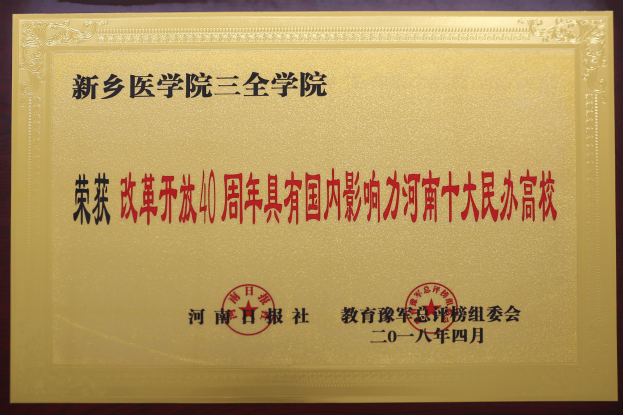 新乡医学院三全学院
荣获 改革开放40周年具有国内影响力河南十大民办高校
河南日报社 教育豫军总评榜组委会
二〇一八年四月